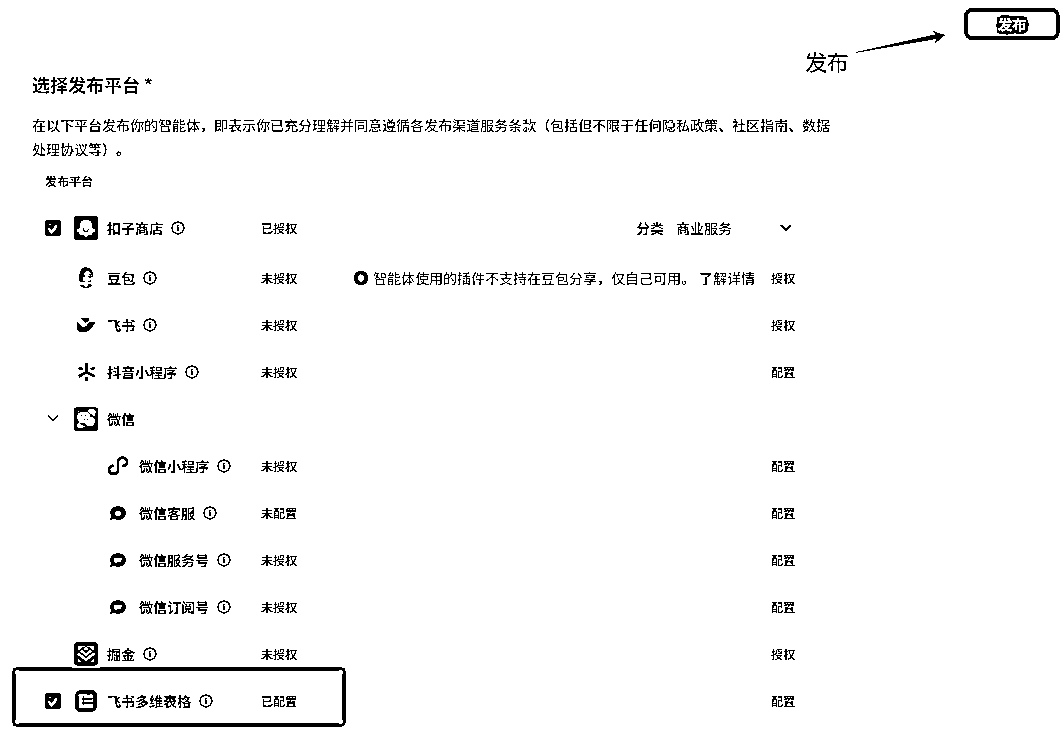 发布
发布
选择发布平台 *
在以下平台发布你的智能体，即表示你已充分理解并同意遵循各发布渠道服务条款（包括但不限于任何隐私政策、社区指南、数据
处理协议等）。
发布平台
扣子商店 已授权 分类 商业服务
豆包 未授权 智能体使用的插件不支持在豆包分享，仅自己可用。 了解详情 授权
飞书 未授权 授权
抖音小程序 未授权 配置
微信
微信小程序 未授权 配置
微信客服 未配置 配置
微信服务号 未授权 配置
微信订阅号 未授权 配置
掘金 未授权 授权
飞书多维表格 已配置 配置